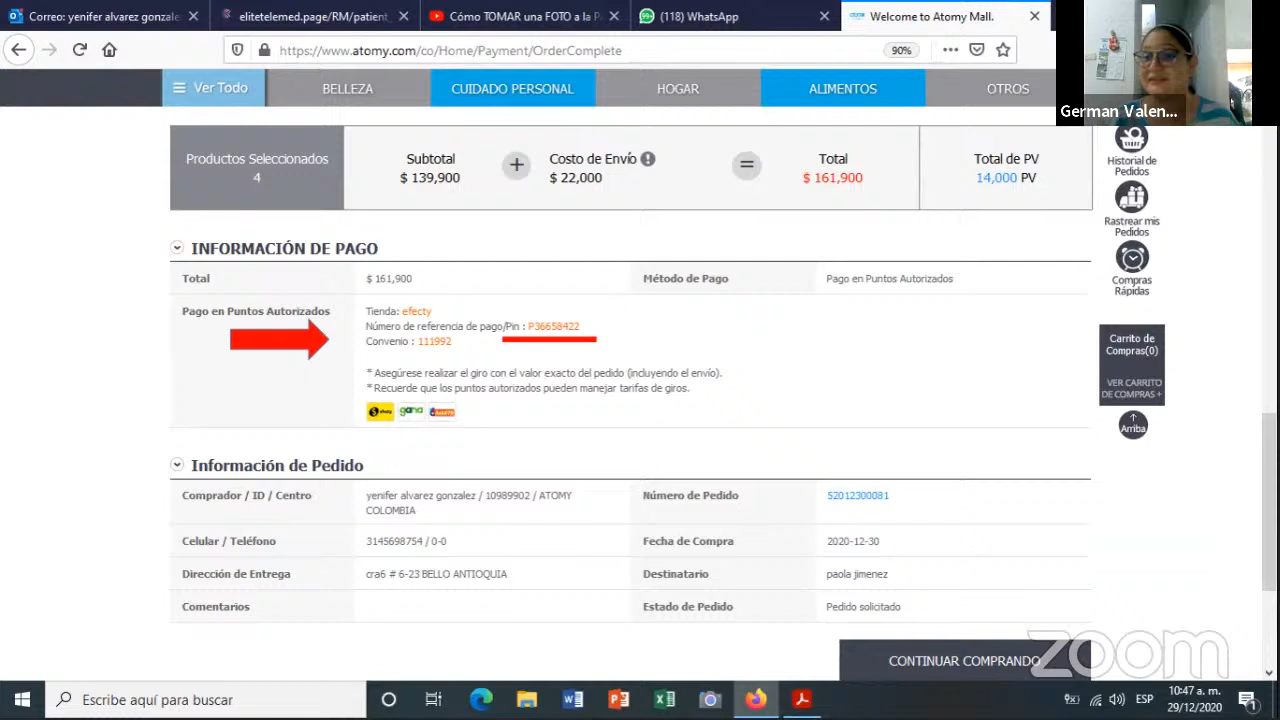 Correo: yenifer alvarez gonzale
elitetelemed.page/RM/patient_
Cómo TOMAR una FOTO a la P
(118) WhatsApp
Welcome to Atomy Mall.
https://www.atomy.com/co/Home/Payment/OrderComplete
90%
Ver Todo
BELLEZA
CUIDADO PERSONAL
HOGAR
ALIMENTOS
OTROS
German Valen...
Productos Seleccionados
4
Subtotal
$ 139,900
+
Costo de Envío
$ 22,000
=
Total
$ 161,900
Total de PV
14,000 PV
Historial de
Pedidos
Rastrear mis
Pedidos
Compras
Rápidas
Carrito de
Compras(0)
VER CARRITO
DE COMPRAS +
Arriba
INFORMACIÓN DE PAGO
Total
$ 161,900
Método de Pago
Pago en Puntos Autorizados
Pago en Puntos Autorizados
Tienda: efecty
Número de referencia de pago/Pin : P36658422
Convenio : 111992
* Asegúrese realizar el giro con el valor exacto del pedido (incluyendo el envío).
* Recuerde que los puntos autorizados pueden manejar tarifas de giros.
gana
Información de Pedido
Comprador / ID / Centro
yenifer alvarez gonzalez / 10989902 / ATOMY
COLOMBIA
Número de Pedido
52012300081
Celular / Teléfono
3145698754 / 0-0
Fecha de Compra
2020-12-30
Dirección de Entrega
cra6 # 6-23 BELLO ANTIOQUIA
Destinatario
paola jimenez
Comentarios
Estado de Pedido
Pedido solicitado
CONTINUAR COMPRANDO
zoom
Escribe aquí para buscar
ESP
10:47 a. m.
29/12/2020
1